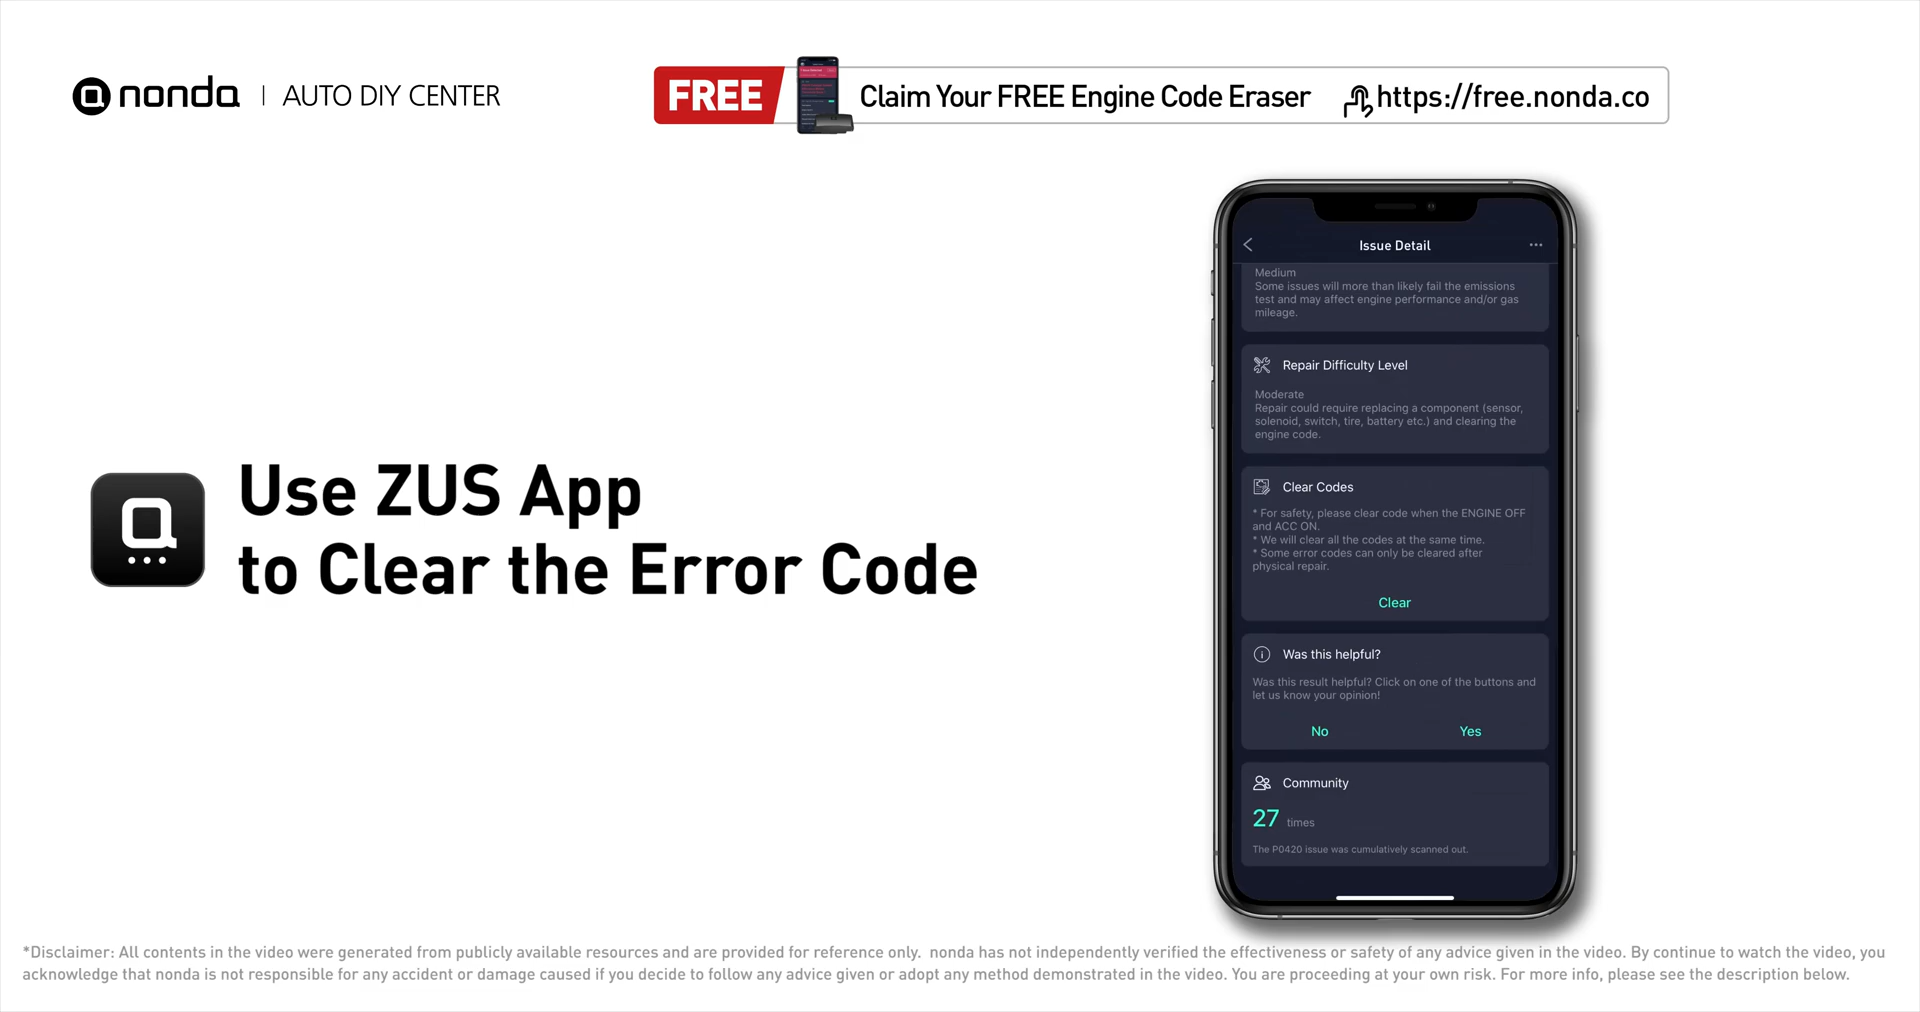 nonda | AUTO DIY CENTER
FREE Claim Your FREE Engine Code Eraser https://free.nonda.co
Use ZUS App
to Clear the Error Code
Issue Detail
Medium
Some issues will more than likely fail the emissions
test and may affect engine performance and/or gas
mileage.
Repair Difficulty Level
Moderate
Repair could require replacing a component (sensor,
solenoid, switch, tire, battery etc.) and clearing the
engine code.
Clear Codes
* For safety, please clear code when the ENGINE OFF
and ACC ON.
* We will clear all the codes at the same time.
* Some error codes can only be cleared after
physical repair.
Clear
Was this helpful?
Was this result helpful? Click on one of the buttons and
let us know your opinion!
No Yes
Community
27 times
The P0420 issue was cumulatively scanned out.
*Disclaimer: All contents in the video were generated from publicly available resources and are provided for reference only. nonda has not independently verified the effectiveness or safety of any advice given in the video. By continue to watch the video, you
acknowledge that nonda is not responsible for any accident or damage caused if you decide to follow any advice given or adopt any method demonstrated in the video. You are proceeding at your own risk. For more info, please see the description below.